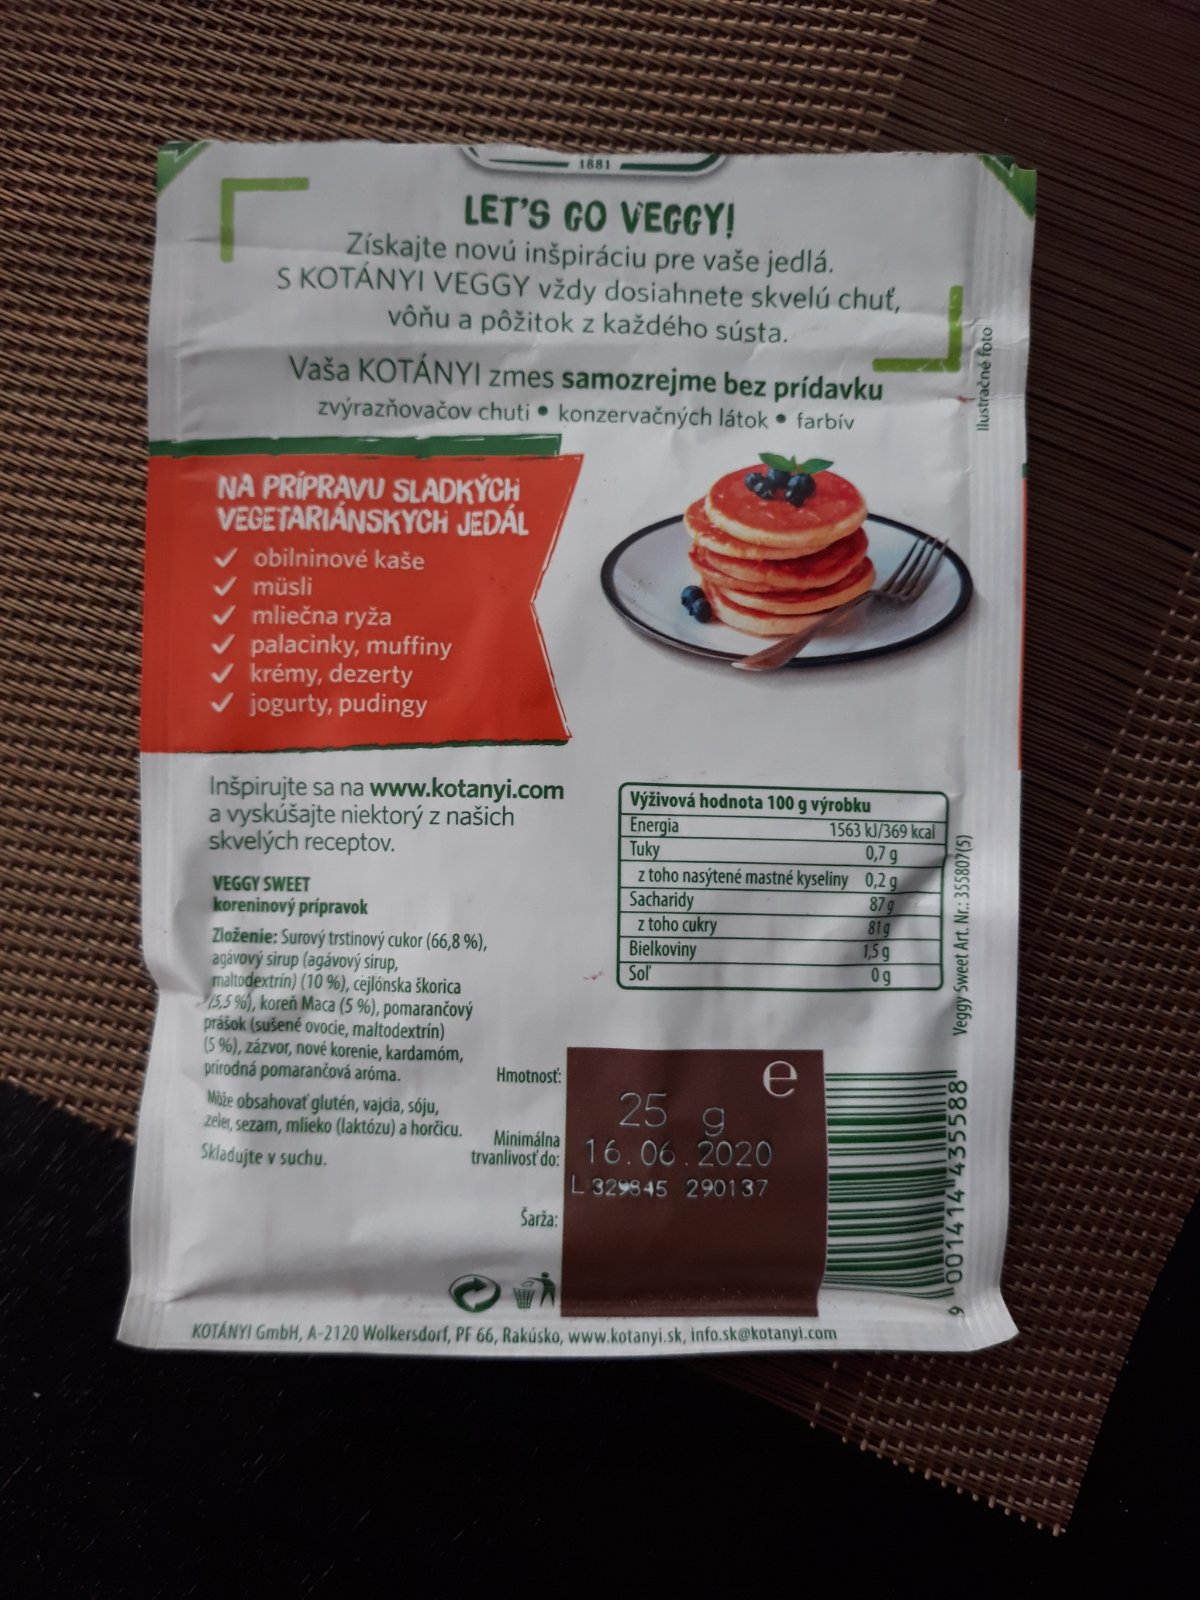 1881
LET'S GO VEGGY!
Získajte novú inšpiráciu pre vaše jedlá.
S KOTÁNYI VEGGY vždy dosiahnete skvelú chuť,
vôňu a pôžitok z každého sústa.
Vaša KOTÁNYI zmes samozrejme bez prídavku
zvýrazňovačov chuti • konzervačných látok • farbív
Ilustračné foto
NA PRÍPRAVU SLADKÝCH
VEGETARIÁNSKYCH JEDÁL
✓ obilninové kaše
✓ müsli
✓ mliečna ryža
✓ palacinky, muffiny
✓ krémy, dezerty
✓ jogurty, pudingy
Inšpirujte sa na www.kotanyi.com
a vyskúšajte niektorý z našich
skvelých receptov.
VEGGY SWEET
koreninový prípravok
Zloženie: Surový trstinový cukor (66,8 %),
agávový sirup (agávový sirup,
maltodextrín) (10 %), cejlónska škorica
(5,5 %), koreň Maca (5 %), pomarančový
prášok (sušené ovocie, maltodextrín)
(5 %), zázvor, nové korenie, kardamóm,
prírodná pomarančová aróma.
Môže obsahovať glutén, vajcia, sóju,
zeler, sezam, mlieko (laktózu) a horčicu.
Skladujte v suchu.
Výživová hodnota 100 g výrobku
Energia 1563 kJ/369 kcal
Tuky 0,7 g
z toho nasýtené mastné kyseliny 0,2 g
Sacharidy 87 g
z toho cukry 81 g
Bielkoviny 1,5 g
Soľ 0 g
Veggy Sweet Art. Nr.: 355807(5)
Hmotnosť: 25 g e
Minimálna
trvanlivosť do: 16.06.2020
L 329845 290137
Šarža:
9 001414 435588
KOTÁNYI GmbH, A-2120 Wolkersdorf, PF 66, Rakúsko, www.kotanyi.sk, info.sk@kotanyi.com